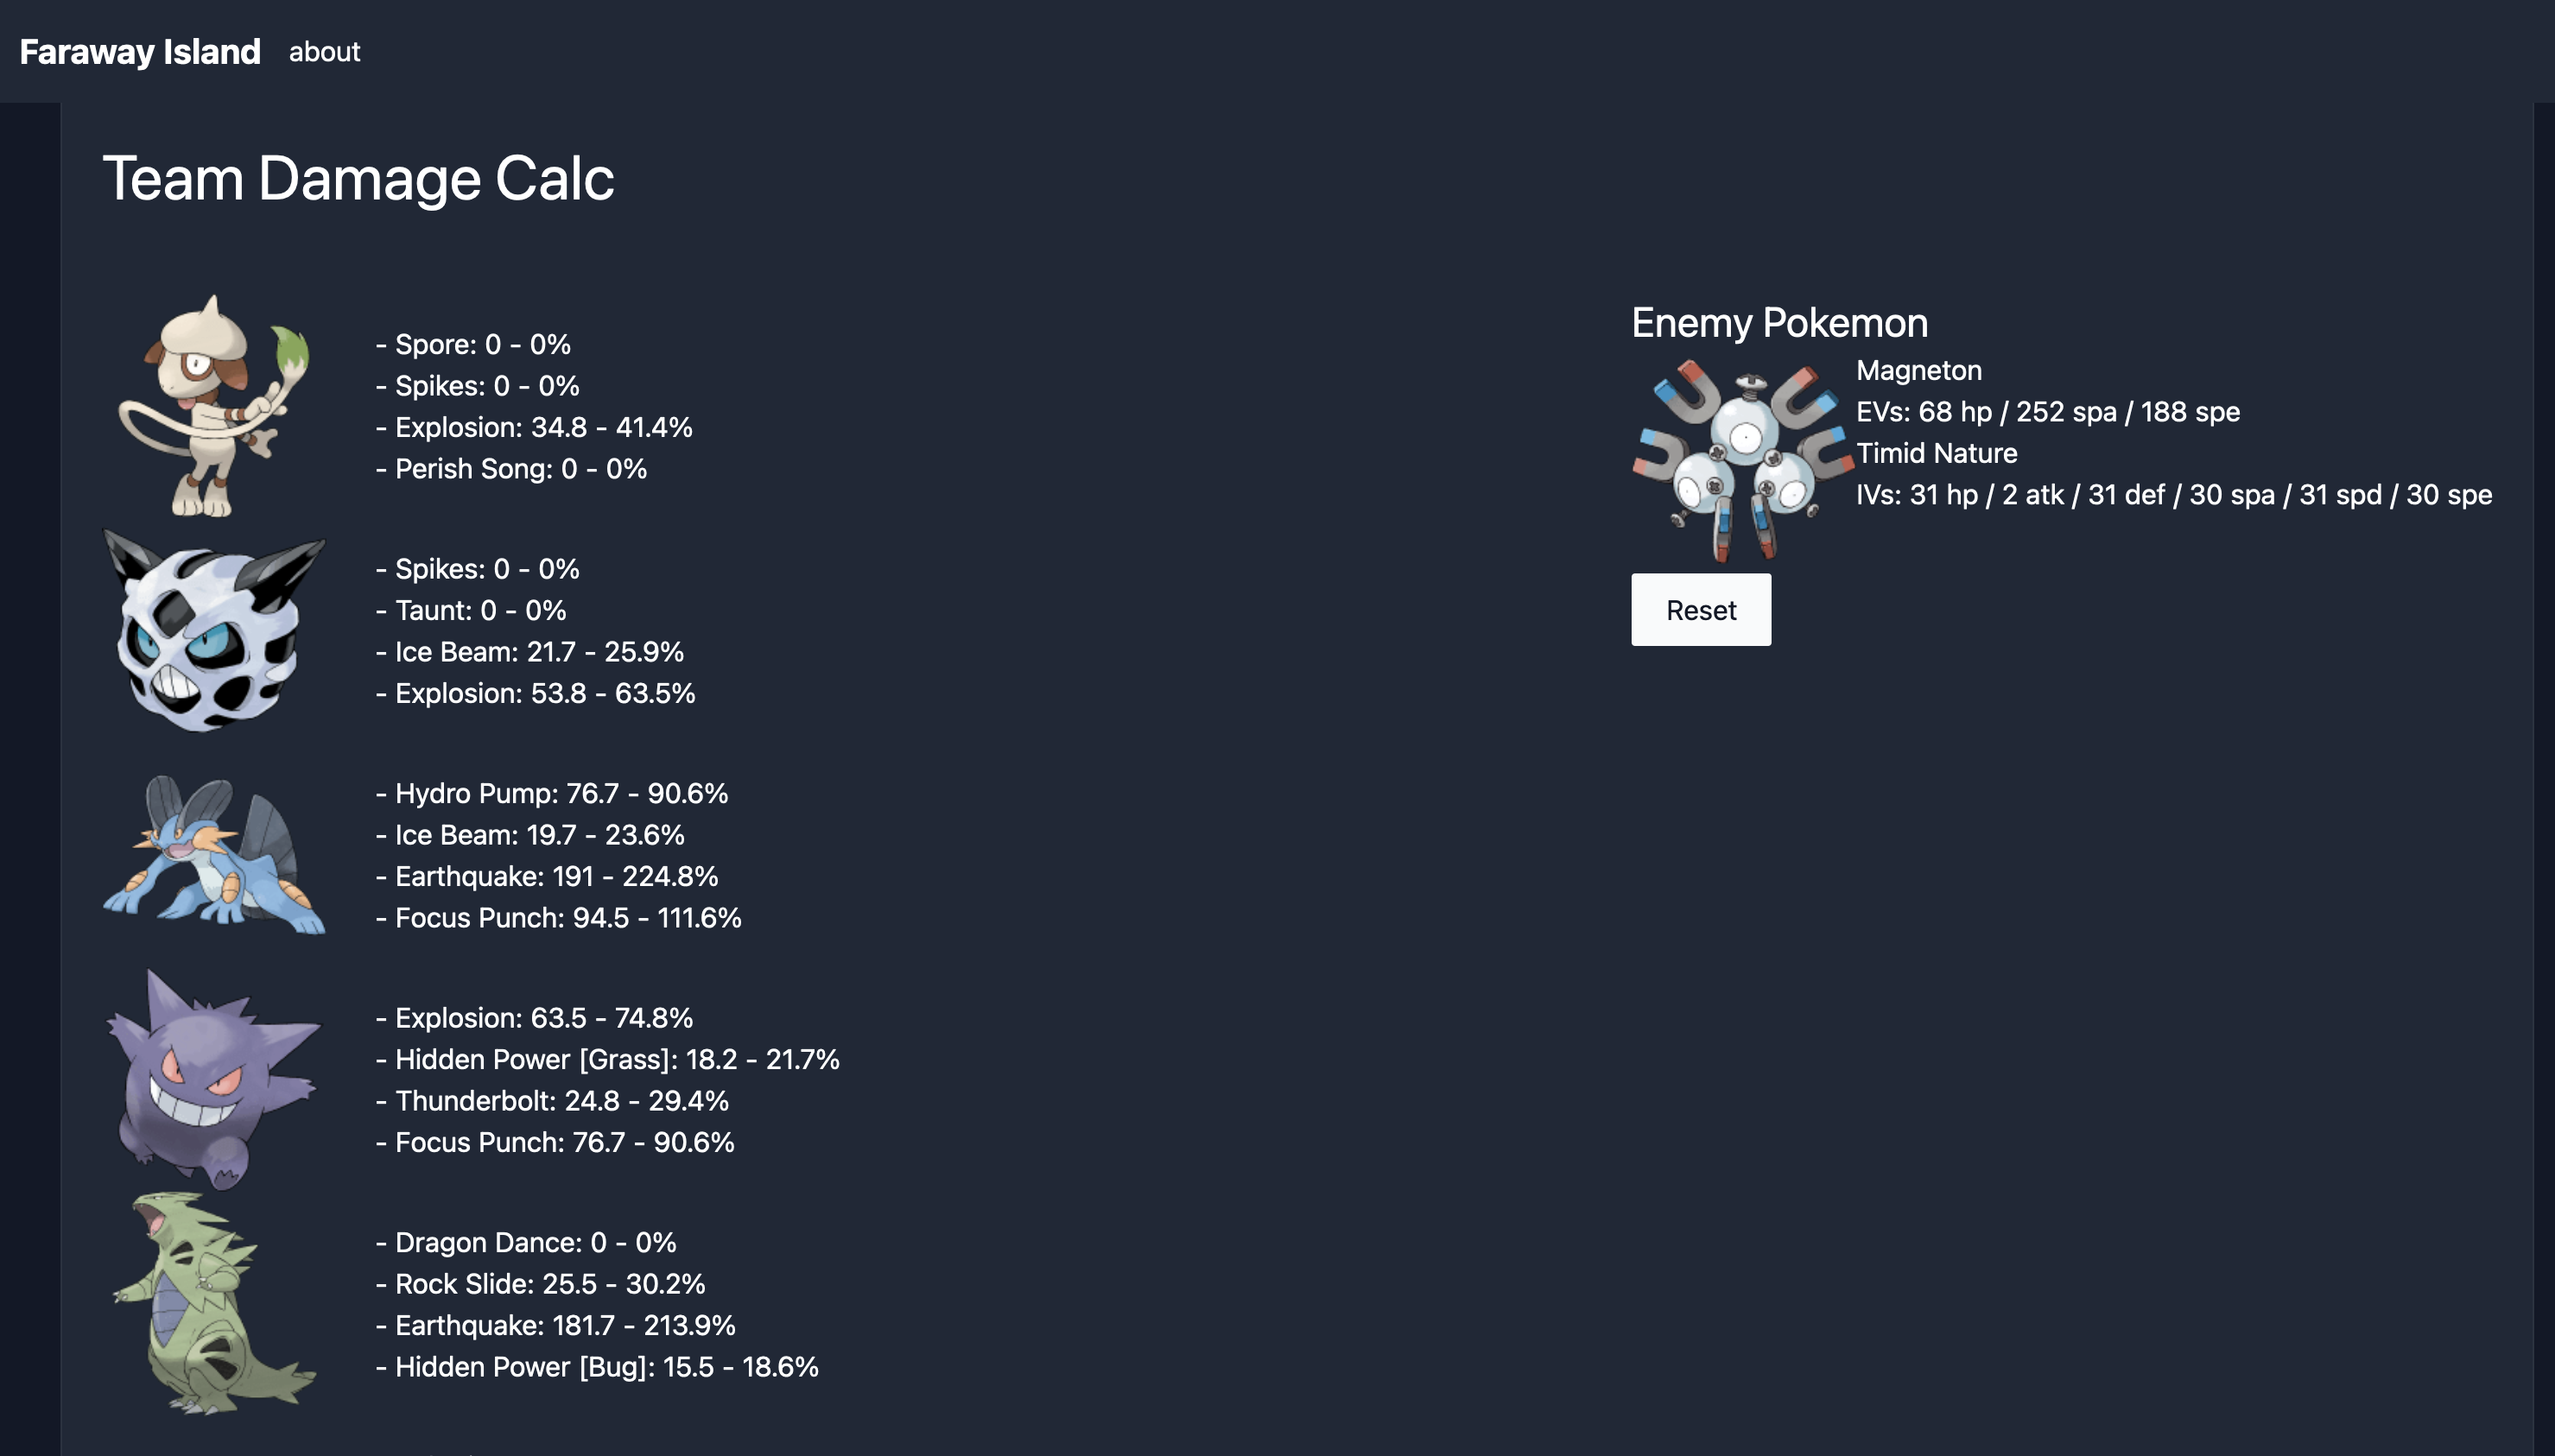 Faraway Island about
Team Damage Calc
- Spore: 0 - 0%
- Spikes: 0 - 0%
- Explosion: 34.8 - 41.4%
- Perish Song: 0 - 0%
- Spikes: 0 - 0%
- Taunt: 0 - 0%
- Ice Beam: 21.7 - 25.9%
- Explosion: 53.8 - 63.5%
- Hydro Pump: 76.7 - 90.6%
- Ice Beam: 19.7 - 23.6%
- Earthquake: 191 - 224.8%
- Focus Punch: 94.5 - 111.6%
- Explosion: 63.5 - 74.8%
- Hidden Power [Grass]: 18.2 - 21.7%
- Thunderbolt: 24.8 - 29.4%
- Focus Punch: 76.7 - 90.6%
- Dragon Dance: 0 - 0%
- Rock Slide: 25.5 - 30.2%
- Earthquake: 181.7 - 213.9%
- Hidden Power [Bug]: 15.5 - 18.6%
Enemy Pokemon
Magneton
EVs: 68 hp / 252 spa / 188 spe
Timid Nature
IVs: 31 hp / 2 atk / 31 def / 30 spa / 31 spd / 30 spe
Reset